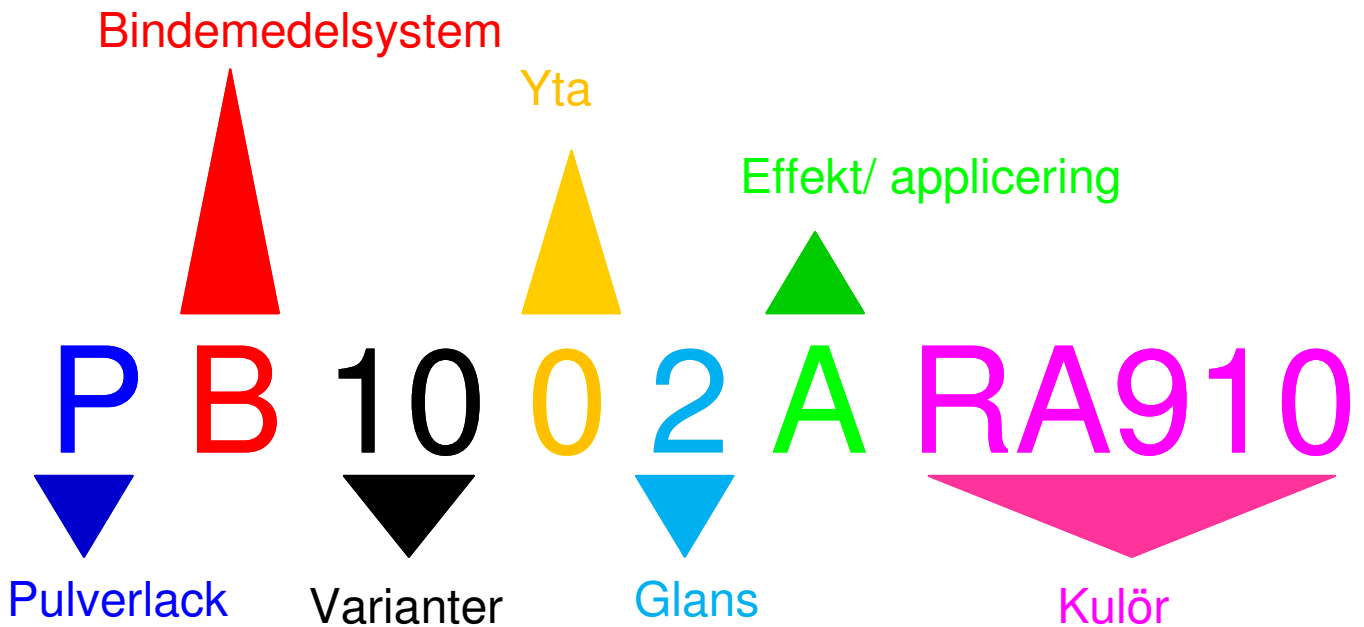 Bindemedelsystem
Yta
Effekt/ applicering
P B 10 0 2 A RA910
Pulverlack
Varianter
Glans
Kulör